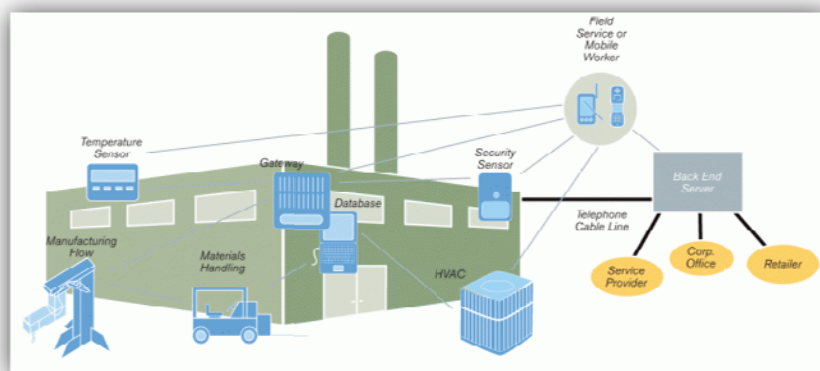 Field
Service or
Mobile
Worker
Temperature
Sensor
Gateway
Security
Sensor
Back End
Server
Database
Telephone
Cable Line
Manufacturing
Flow
Materials
Handling
HVAC
Service
Provider
Corp.
Office
Retailer